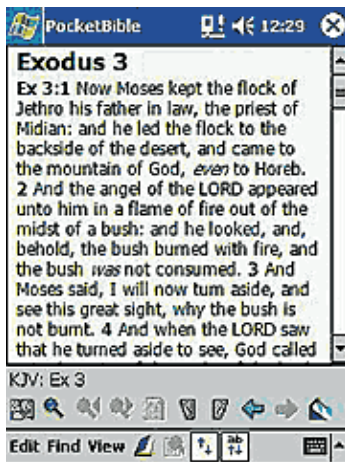 PocketBible 12:29
Exodus 3
Ex 3:1 Now Moses kept the flock of
Jethro his father in law, the priest of
Midian: and he led the flock to the
backside of the desert, and came to
the mountain of God, even to Horeb.
2 And the angel of the LORD appeared
unto him in a flame of fire out of the
midst of a bush: and he looked, and,
behold, the bush burned with fire, and
the bush was not consumed. 3 And
Moses said, I will now turn aside, and
see this great sight, why the bush is
not burnt. 4 And when the LORD saw
that he turned aside to see, God called
KJV: Ex 3
Edit Find View ab